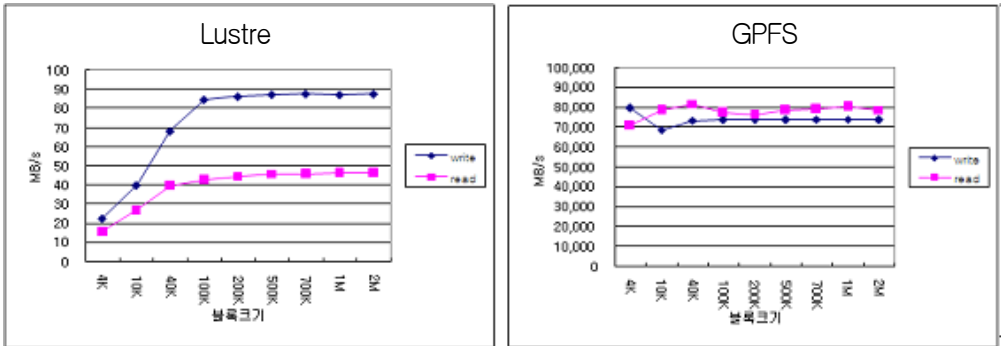 Lustre
100
90
80
70
60
50
40
30
20
10
0
MB/s
4K
10K
40K
100K
200K
500K
700K
1M
2M
블록크기
write
read
GPFS
100,000
90,000
80,000
70,000
60,000
50,000
40,000
30,000
20,000
10,000
0
MB/s
4K
10K
40K
100K
200K
500K
700K
1M
2M
블록크기
write
read